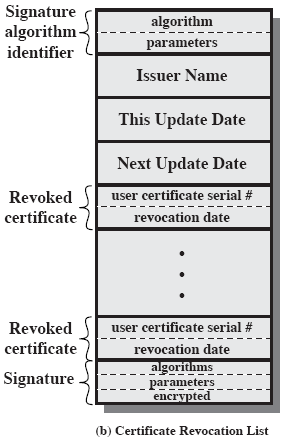 Signature
algorithm
identifier
algorithm
parameters
Issuer Name
This Update Date
Next Update Date
Revoked
certificate
user certificate serial #
revocation date
Revoked
certificate
user certificate serial #
revocation date
Signature
algorithms
parameters
encrypted
(b) Certificate Revocation List